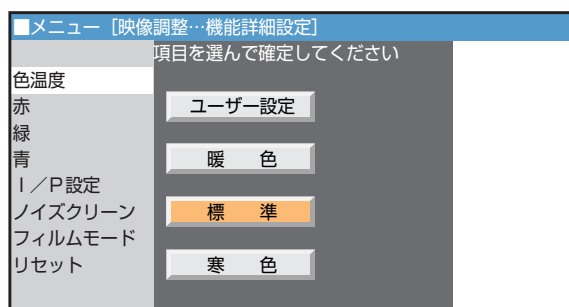 ■メニュー［映像調整…機能詳細設定］
項目を選んで確定してください
色温度
赤
緑
青
I／P設定
ノイズクリーン
フィルムモード
リセット
ユーザー設定
暖　色
標　準
寒　色